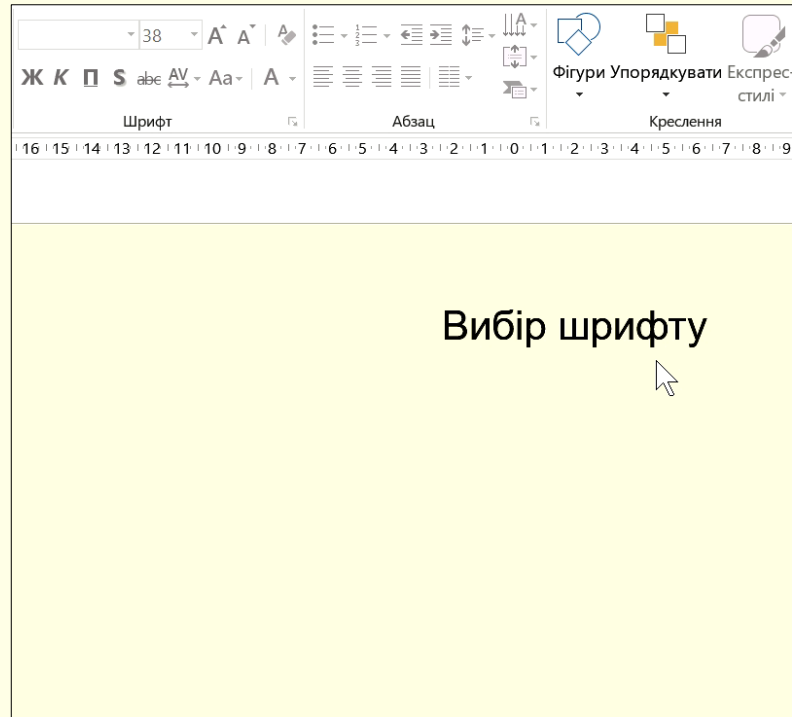 38 A A A
Ж К П S abc AV Aa A
Фігури Упорядкувати Експрес-
стилі
Шрифт Абзац Креслення
16 15 14 13 12 11 10 9 8 7 6 5 4 3 2 1 0 1 2 3 4 5 6 7 8 9
Вибір шрифту